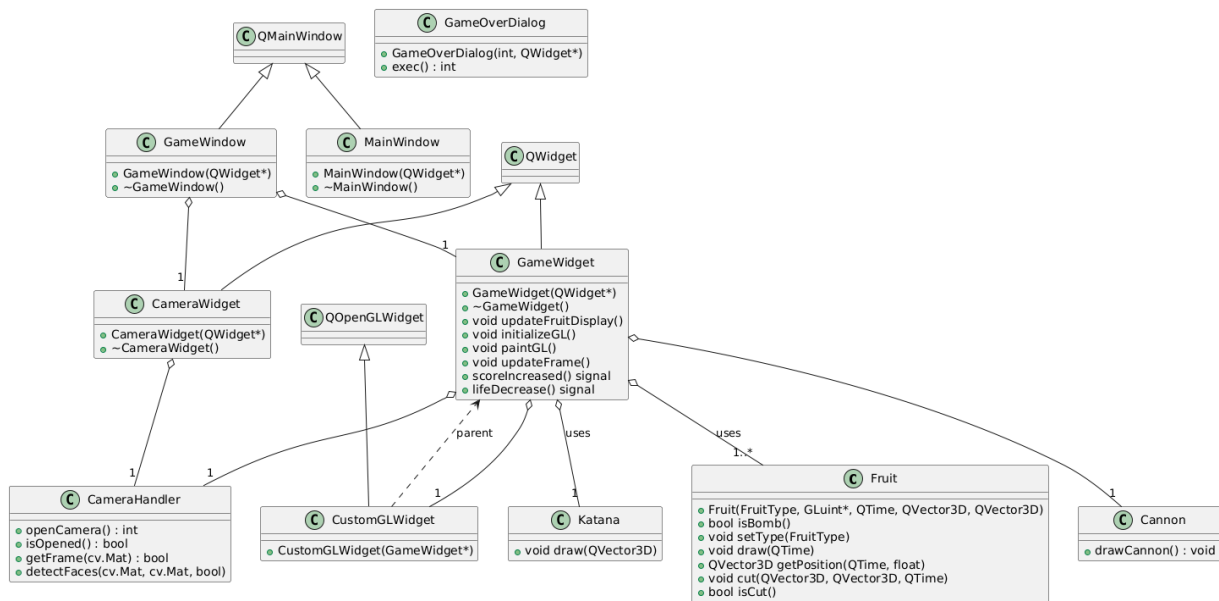 C GameOverDialog
GameOverDialog(int, QWidget*)
exec() : int
C QMainWindow
C GameWindow
GameWindow(QWidget*)
~GameWindow()
C MainWindow
MainWindow(QWidget*)
~MainWindow()
C QWidget
1
1
C GameWidget
GameWidget(QWidget*)
~GameWidget()
void updateFruitDisplay()
void initializeGL()
void paintGL()
void updateFrame()
scoreIncreased() signal
lifeDecrease() signal
C CameraWidget
CameraWidget(QWidget*)
~CameraWidget()
C QOpenGLWidget
parent
uses
uses
1
1
1
1
1..*
1
C CameraHandler
openCamera() : int
isOpened() : bool
getFrame(cv.Mat) : bool
detectFaces(cv.Mat, cv.Mat, bool)
C CustomGLWidget
CustomGLWidget(GameWidget*)
C Katana
void draw(QVector3D)
C Fruit
Fruit(FruitType, GLuint*, QTime, QVector3D, QVector3D)
bool isBomb()
void setType(FruitType)
void draw(QTime)
QVector3D getPosition(QTime, float)
void cut(QVector3D, QVector3D, QTime)
bool isCut()
C Cannon
drawCannon() : void